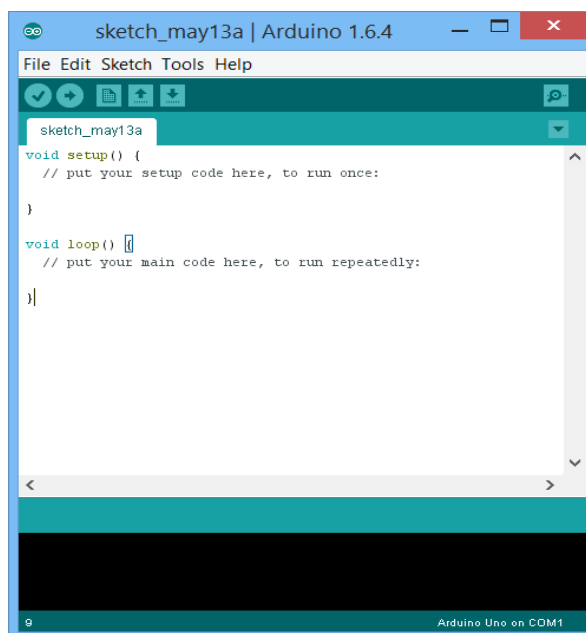 sketch_may13a | Arduino 1.6.4
File Edit Sketch Tools Help
sketch_may13a
void setup() {
  // put your setup code here, to run once:
}
void loop() {
  // put your main code here, to run repeatedly:
}
9 Arduino Uno on COM1